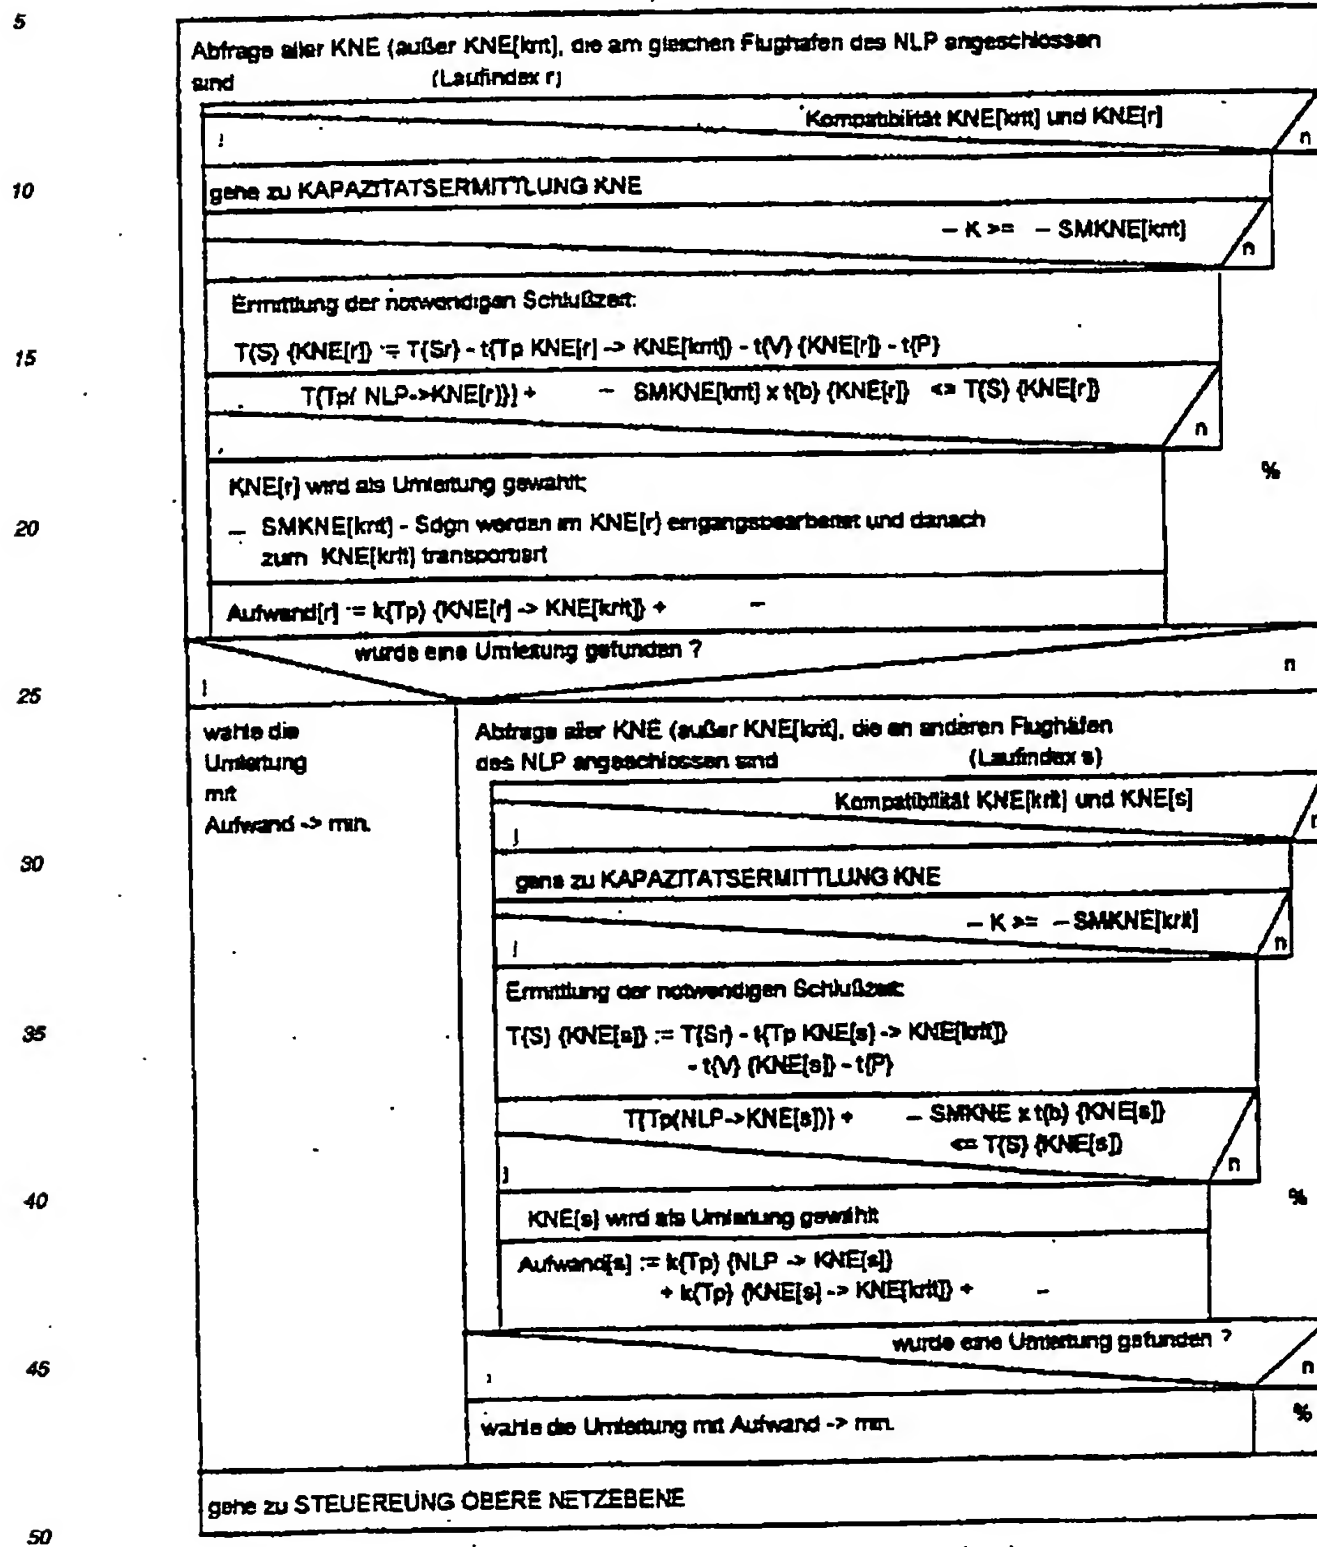 5
Abfrage aller KNE (außer KNE[krit], die am gleichen Flughafen des NLP angeschlossen
sind (Laufindex r)
Kompatibilität KNE[krit] und KNE[r]
j n
10
gehe zu KAPAZITATSERMITTLUNG KNE
– K >= – SMKNE[krit]
n
Ermittlung der notwendigen Schlußzeit:
15
T{S} {KNE[r]} := T{Sr} - t{Tp KNE[r] -> KNE[krit]} - t{V} {KNE[r]} - t{P}
T{Tp( NLP->KNE[r])} + – SMKNE[krit] x t{b} {KNE[r]} <= T{S} {KNE[r]}
n
%
KNE[r] wird als Umleitung gewählt;
20
– SMKNE[krit] - Sdgn werden im KNE[r] eingangsbearbeitet und danach
zum KNE[krit] transportiert
Aufwand[r] := k{Tp} {KNE[r] -> KNE[krit]} + –
wurde eine Umleitung gefunden ?
j n
25
wähle die
Umleitung
mit
Aufwand -> min.
Abfrage aller KNE (außer KNE[krit], die an anderen Flughäfen
des NLP angeschlossen sind (Laufindex s)
Kompatibilität KNE[krit] und KNE[s]
j n
30
gehe zu KAPAZITATSERMITTLUNG KNE
– K >= – SMKNE[krit]
j n
Ermittlung der notwendigen Schlußzeit:
35
T{S} {KNE[s]} := T{Sr} - t{Tp KNE[s] -> KNE[krit]}
- t{V} {KNE[s]} - t{P}
T{Tp(NLP->KNE[s])} + – SMKNE x t{b} {KNE[s]}
<= T{S} {KNE[s]}
j n
40
%
KNE[s] wird als Umleitung gewählt
Aufwand[s] := k{Tp} {NLP -> KNE[s]}
+ k{Tp} {KNE[s] -> KNE[krit]} + –
wurde eine Umleitung gefunden ?
45
j n
wähle die Umleitung mit Aufwand -> min.
%
gehe zu STEUEREUNG OBERE NETZEBENE
50